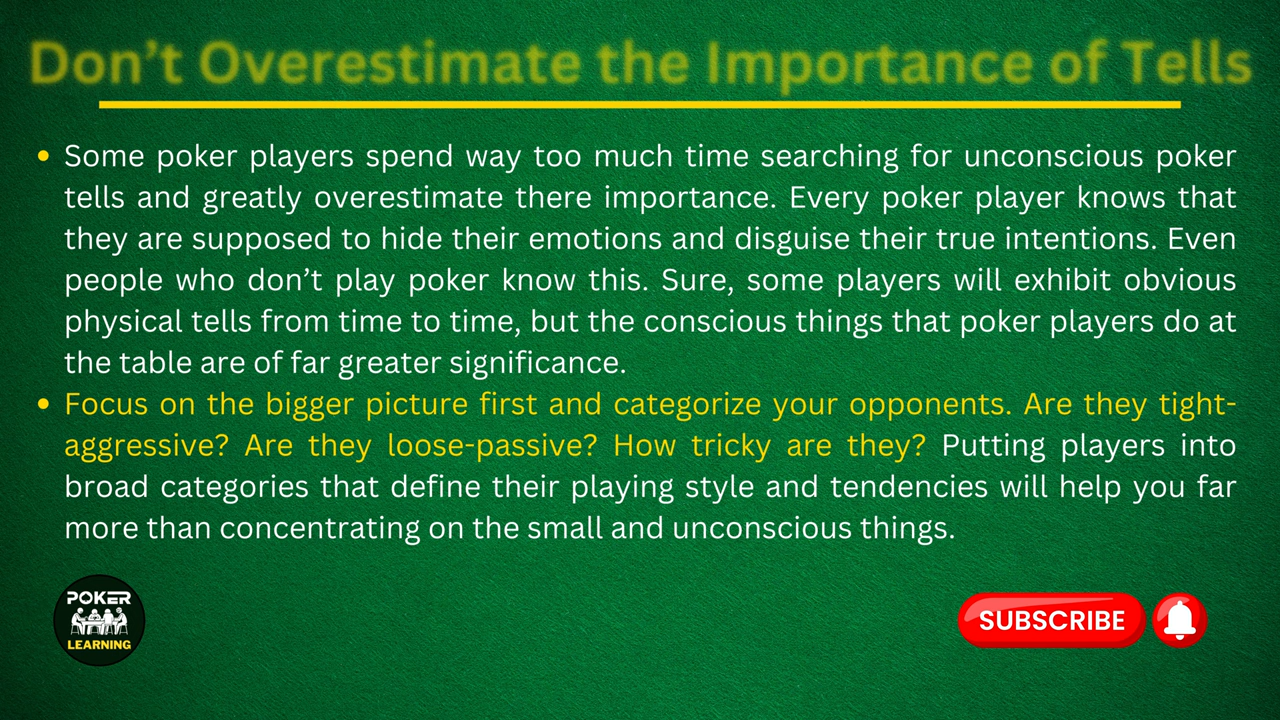 Don’t Overestimate the Importance of Tells
• Some poker players spend way too much time searching for unconscious poker
tells and greatly overestimate there importance. Every poker player knows that
they are supposed to hide their emotions and disguise their true intentions. Even
people who don’t play poker know this. Sure, some players will exhibit obvious
physical tells from time to time, but the conscious things that poker players do at
the table are of far greater significance.
• Focus on the bigger picture first and categorize your opponents. Are they tight-
aggressive? Are they loose-passive? How tricky are they? Putting players into
broad categories that define their playing style and tendencies will help you far
more than concentrating on the small and unconscious things.
POKER
LEARNING
SUBSCRIBE